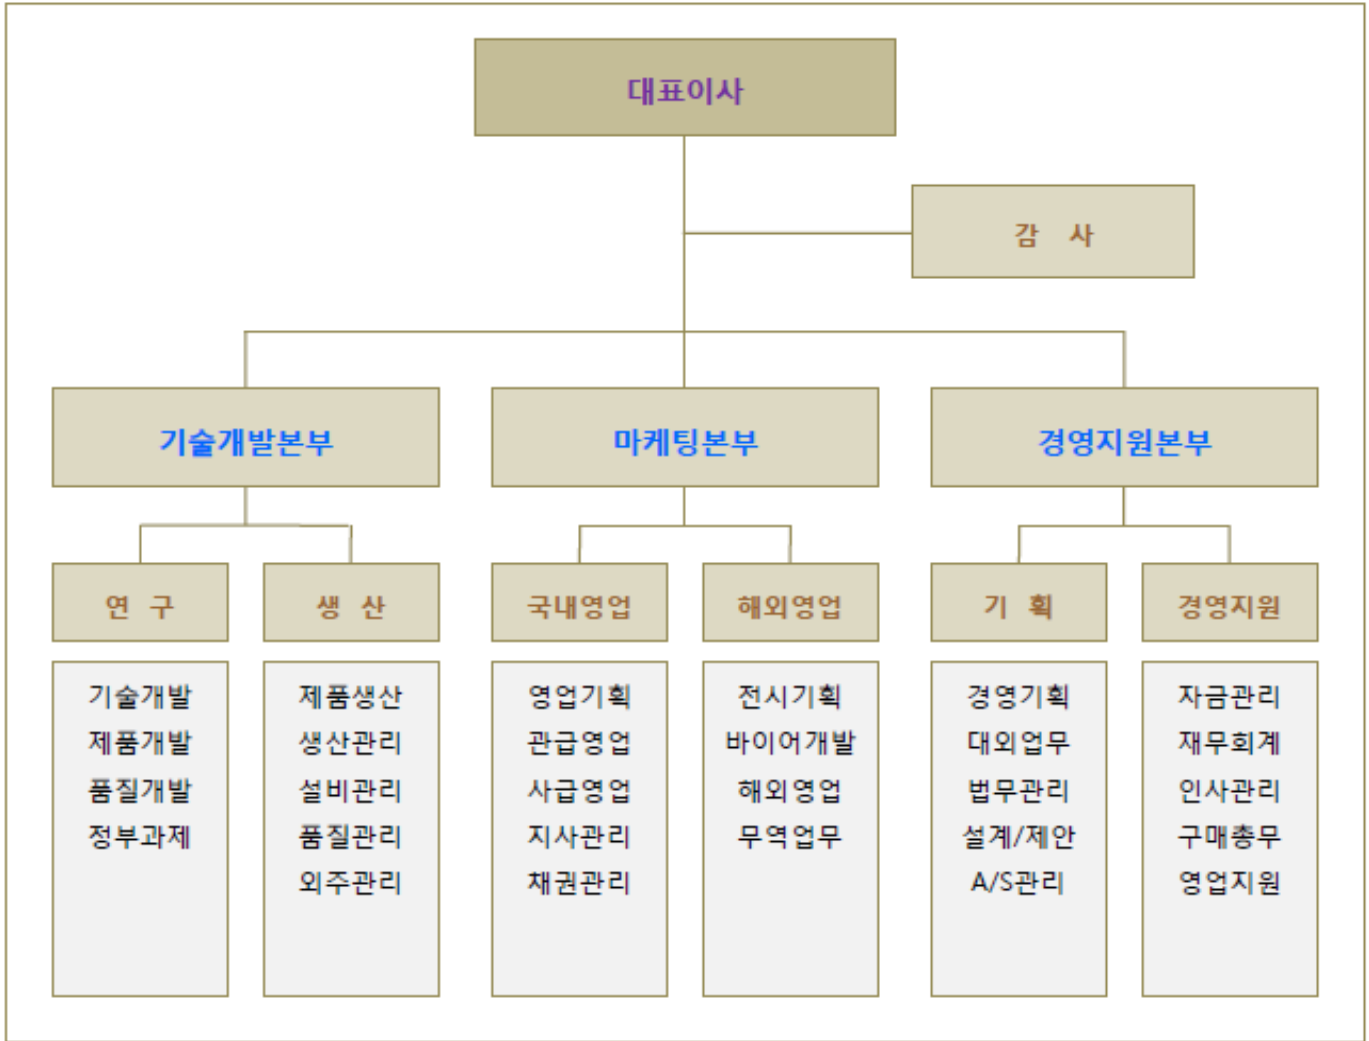 대표이사
감 사
기술개발본부
마케팅본부
경영지원본부
연 구
생 산
국내영업
해외영업
기 획
경영지원
기술개발
제품개발
품질개발
정부과제
제품생산
생산관리
설비관리
품질관리
외주관리
영업기획
관급영업
사급영업
지사관리
채권관리
전시기획
바이어개발
해외영업
무역업무
경영기획
대외업무
법무관리
설계/제안
A/S관리
자금관리
재무회계
인사관리
구매총무
영업지원